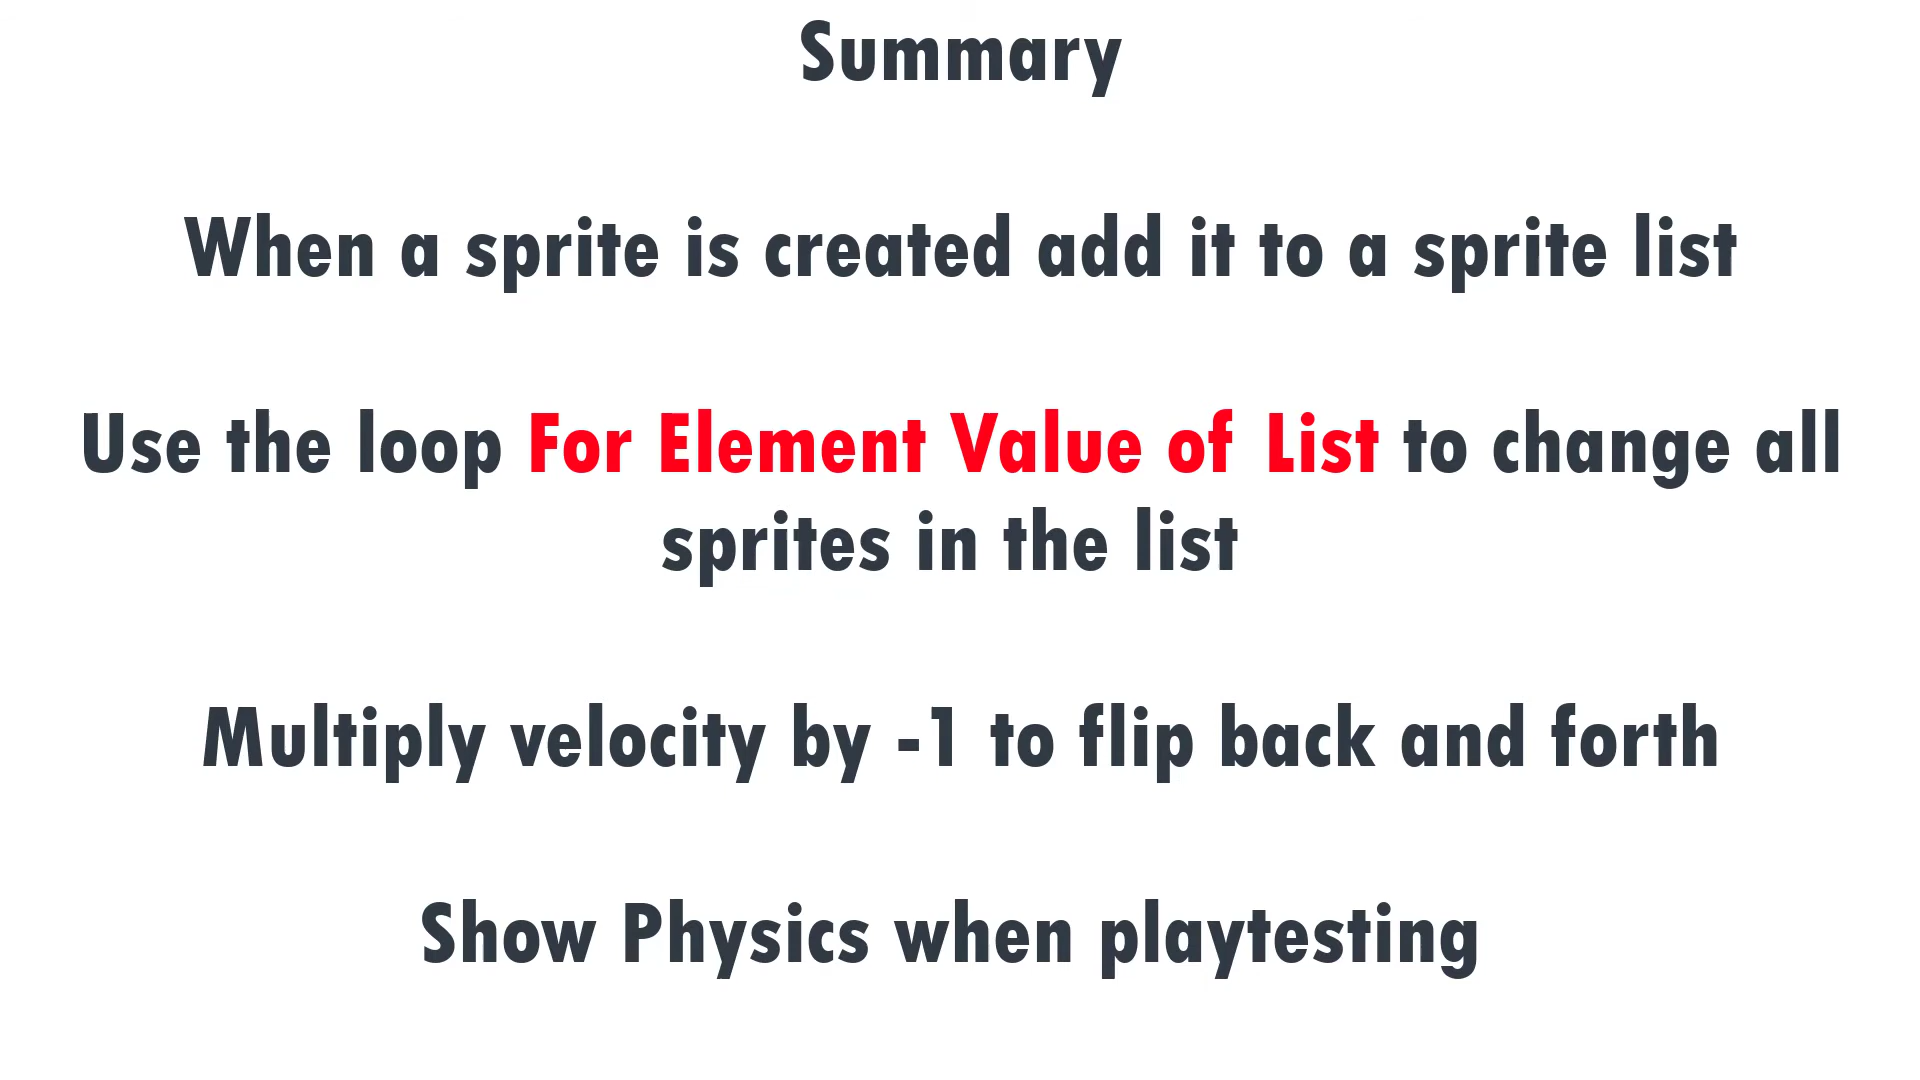 Summary
When a sprite is created add it to a sprite list
Use the loop For Element Value of List to change all
sprites in the list
Multiply velocity by -1 to flip back and forth
Show Physics when playtesting